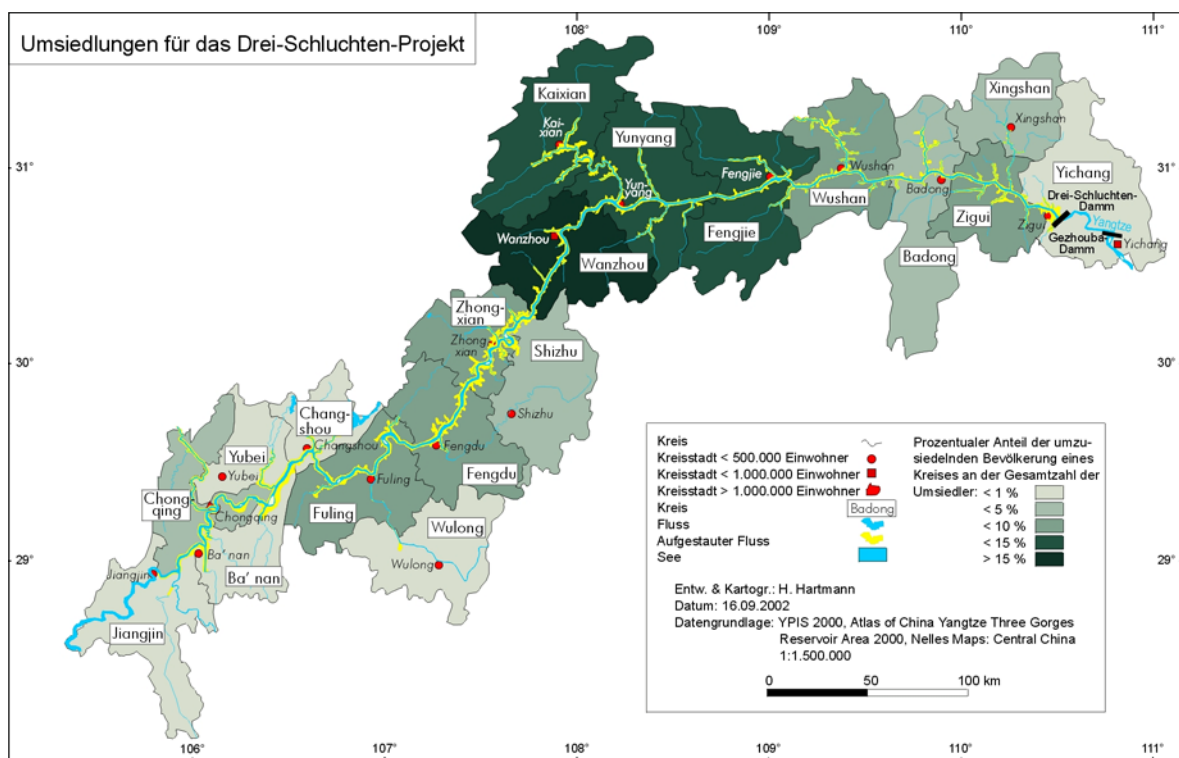 108°
109°
110°
111°
Umsiedlungen für das Drei-Schluchten-Projekt
Xingshan
Kaixian
Kai-
xian
Yunyang
Xingshan
31°
31°
Yichang
Fengjie
Wushan
Drei-Schluchten-
Damm
Yun-
yang
Badong
Wushan
Zigui
Yangtze
Zigui
Gezhouba-
Damm
Yichang
Wanzhou
Wanzhou
Fengjie
Badong
Zhong-
xian
Zhong-
xian
Shizhu
30°
30°
Shizhu
Chang-
shou
Changshou
Fengdu
Yubei
Yubei
Fuling
Fengdu
Chong-
qing
Chongqing
Fuling
Wulong
29°
29°
Ba' nan
Wulong
Jiangjin
Ba' nan
Jiangjin
Kreis
Kreisstadt < 500.000 Einwohner
Kreisstadt < 1.000.000 Einwohner
Kreisstadt > 1.000.000 Einwohner
Kreis
Badong
Fluss
Aufgestauter Fluss
See
Prozentualer Anteil der umzu-
siedelnden Bevölkerung eines
Kreises an der Gesamtzahl der
Umsiedler: < 1 %
< 5 %
< 10 %
< 15 %
> 15 %
Entw. & Kartogr.: H. Hartmann
Datum: 16.09.2002
Datengrundlage: YPIS 2000, Atlas of China Yangtze Three Gorges
Reservoir Area 2000, Nelles Maps: Central China
1:1.500.000
0 50 100 km
106°
107°
108°
109°
110°
111°